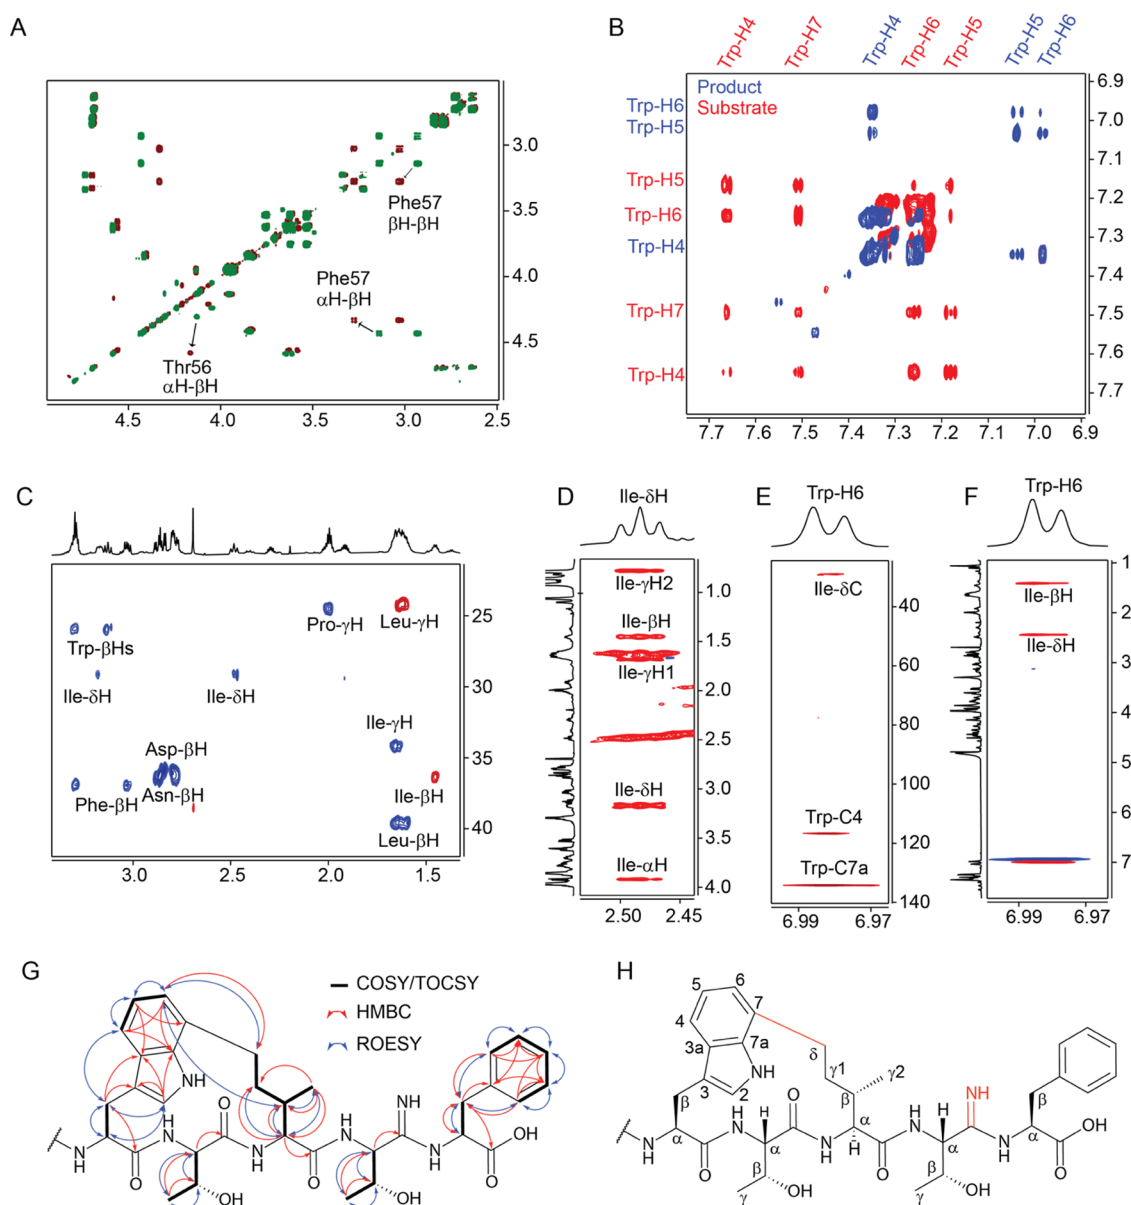 A
3.0
3.5
4.0
4.5
4.5 4.0 3.5 3.0 2.5
Phe57
βH-βH
Phe57
αH-βH
Thr56
αH-βH
B
Trp-H4 Trp-H7 Trp-H4 Trp-H6 Trp-H5 Trp-H5 Trp-H6
Product
Substrate
Trp-H6
Trp-H5
Trp-H5
Trp-H6
Trp-H4
Trp-H7
Trp-H4
6.9
7.0
7.1
7.2
7.3
7.4
7.5
7.6
7.7
7.7 7.6 7.5 7.4 7.3 7.2 7.1 7.0 6.9
C
Trp-βHs
Pro-γH
Leu-γH
Ile-δH
Ile-δH
Ile-γH
Asp-βH
Phe-βH
Asn-βH
Ile-βH
Leu-βH
25
30
35
40
3.0 2.5 2.0 1.5
D
Ile-δH
Ile-γH2
Ile-βH
Ile-γH1
Ile-δH
Ile-αH
1.0
1.5
2.0
2.5
3.0
3.5
4.0
2.50 2.45
E
Trp-H6
Ile-δC
Trp-C4
Trp-C7a
40
60
80
100
120
140
6.99 6.97
F
Trp-H6
Ile-βH
Ile-δH
1
2
3
4
5
6
7
6.99 6.97
G
COSY/TOCSY
HMBC
ROESY
NH
N
H
O
H
N
O
OH
N
H
O
H
N
NH
OH
N
H
O
OH
H
6
5
7
4
7a
3a
3
2
NH
δ
γ1
γ2
β
α
N
H
β
α
O
H
N
H
α
O
β
γ
OH
N
H
H
O
H
N
H
α
β
γ
OH
NH
N
H
α
β
O
OH